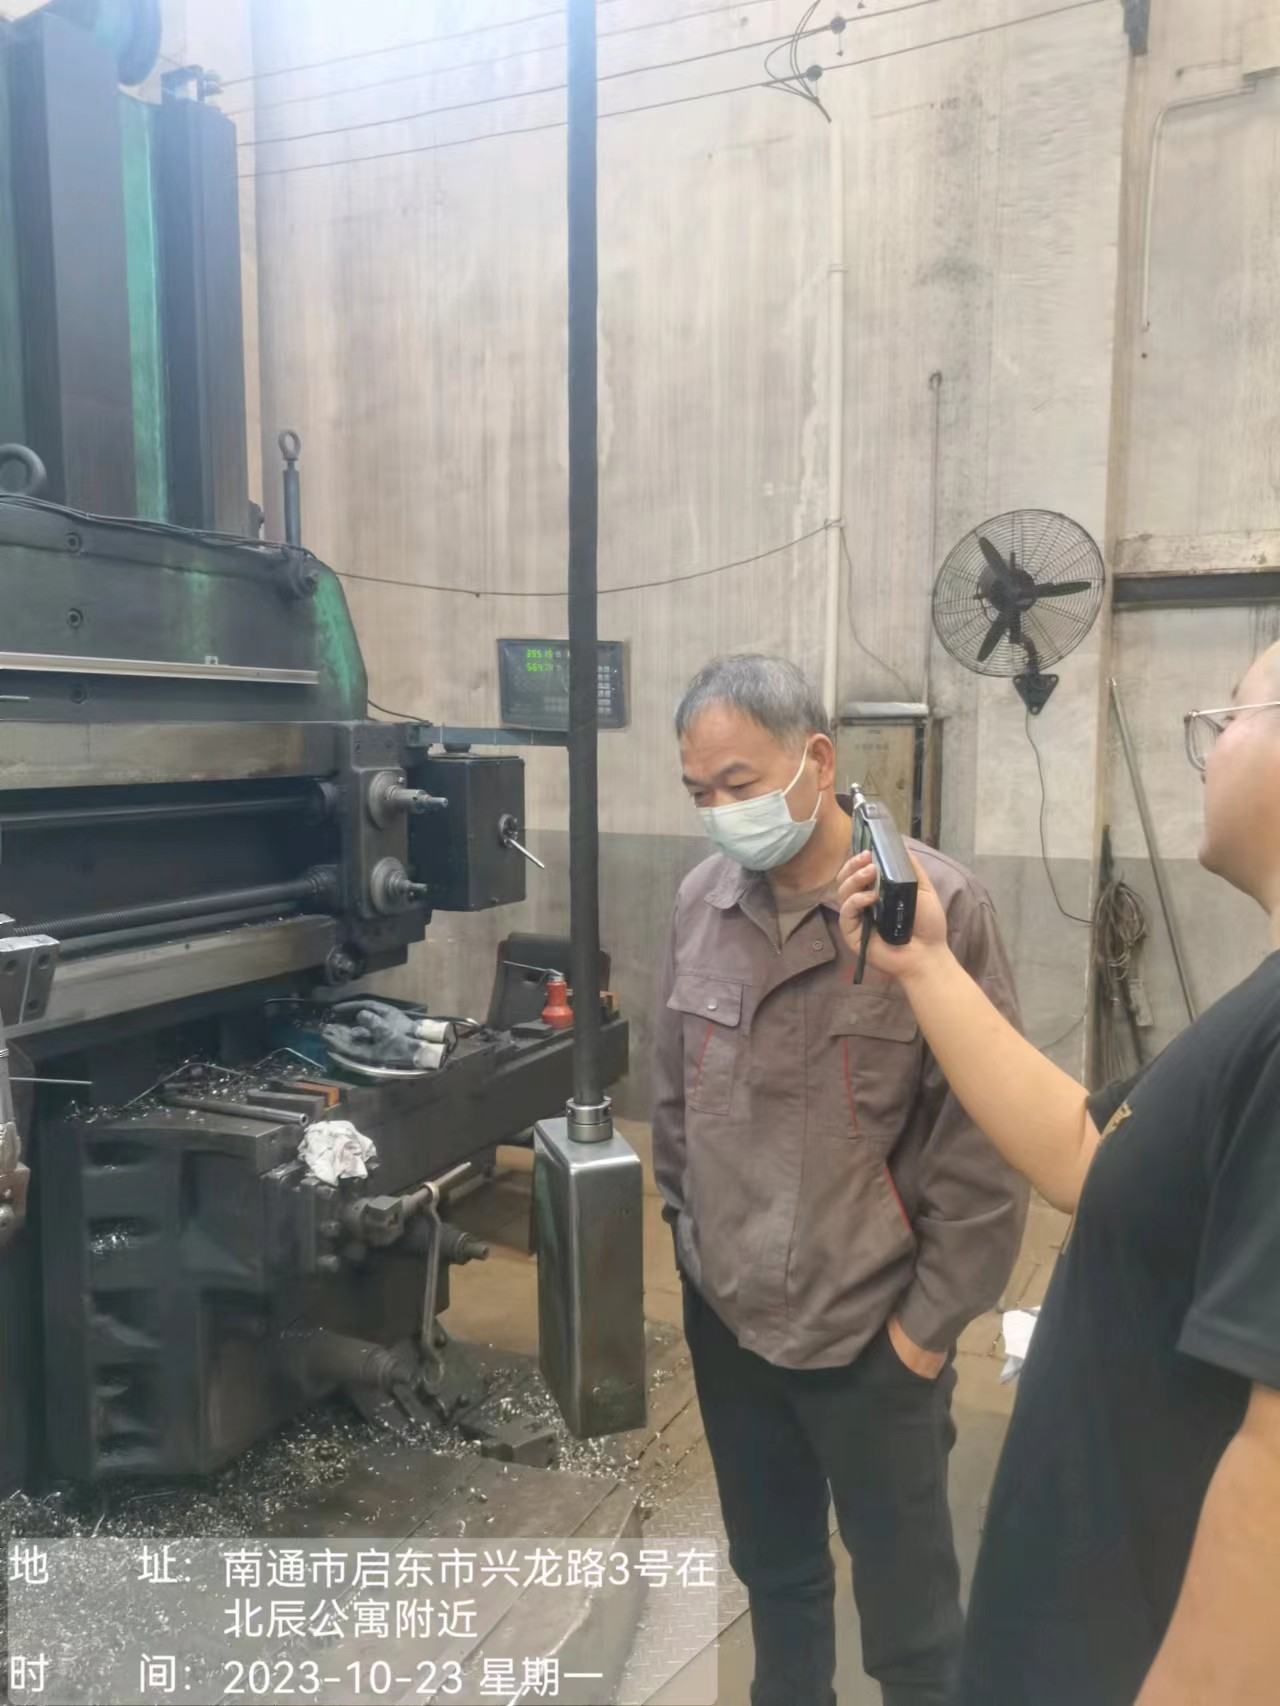 地 址: 南通市启东市兴龙路3号在
北辰公寓附近
时 间: 2023-10-23 星期一